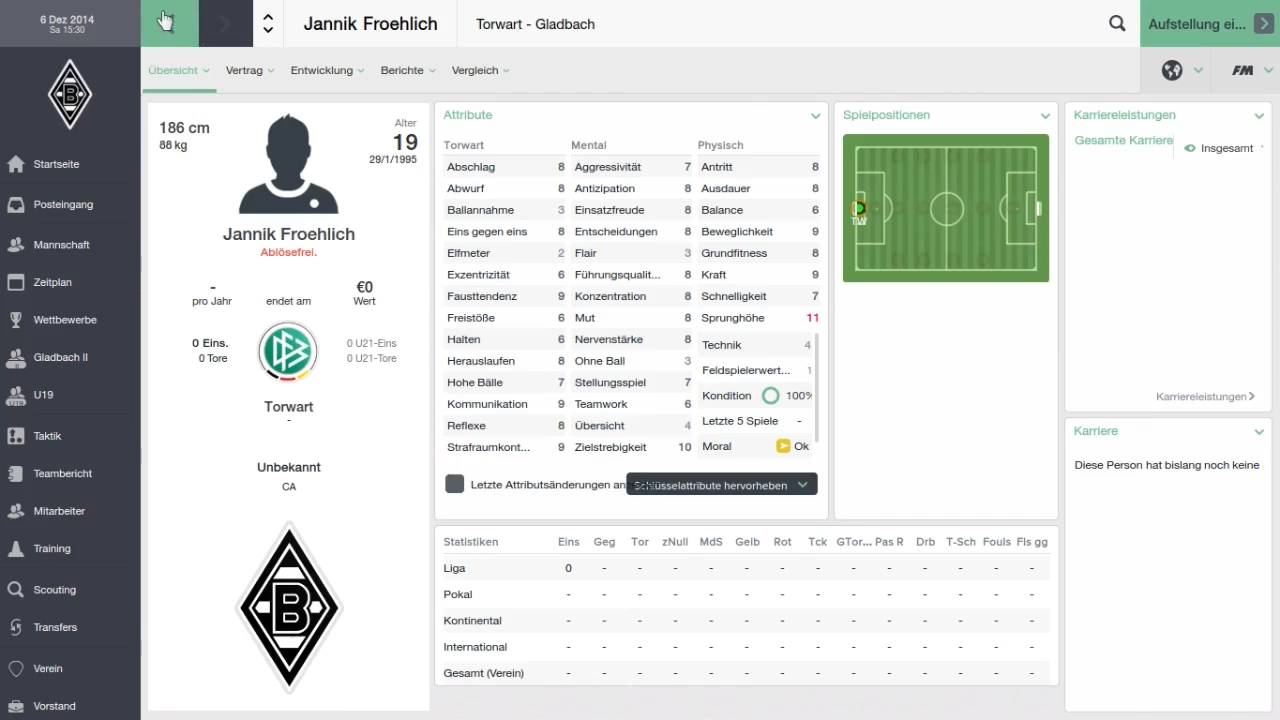 6 Dez 2014
Sa 15:30
Jannik Froehlich
Torwart - Gladbach
Aufstellung ei...
Übersicht
Vertrag
Entwicklung
Berichte
Vergleich
FM
Startseite
Posteingang
Mannschaft
Zeitplan
Wettbewerbe
Gladbach II
U19
Taktik
Teambericht
Mitarbeiter
Training
Scouting
Transfers
Verein
Vorstand
186 cm
88 kg
Alter
19
29/1/1995
Jannik Froehlich
Ablösefrei.
- €0
pro Jahr endet am Wert
0 Eins. 0 U21-Eins
0 Tore 0 U21-Tore
Torwart
-
Unbekannt
CA
B
Attribute
Torwart Mental Physisch
Abschlag 8 Aggressivität 7 Antritt 8
Abwurf 8 Antizipation 8 Ausdauer 8
Ballannahme 3 Einsatzfreude 8 Balance 6
Eins gegen eins 8 Entscheidungen 8 Beweglichkeit 9
Elfmeter 2 Flair 3 Grundfitness 8
Exzentrizität 6 Führungsqualit... 8 Kraft 9
Fausttendenz 9 Konzentration 8 Schnelligkeit 7
Freistöße 6 Mut 8 Sprunghöhe 11
Halten 6 Nervenstärke 8 Technik 4
Herauslaufen 8 Ohne Ball 3 Feldspielerwert... 1
Hohe Bälle 7 Stellungsspiel 7 Kondition 100%
Kommunikation 9 Teamwork 6 Letzte 5 Spiele -
Reflexe 8 Übersicht 4 Moral Ok
Strafraumkont... 9 Zielstrebigkeit 10
Letzte Attributsänderungen
Schlüsselattribute hervorheben
Spielpositionen
TW
Karriereleistungen
Gesamte Karriere
Insgesamt
Karriereleistungen
Karriere
Diese Person hat bislang noch keine
Statistiken Eins Geg Tor zNull MdS Gelb Rot Tck GTor... Pas R Drb T-Sch Fouls Fls gg
Liga 0 - - - - - - - - - - - - -
Pokal - - - - - - - - - - - - - -
Kontinental - - - - - - - - - - - - - -
International - - - - - - - - - - - - - -
Gesamt (Verein) - - - - - - - - - - - - - -